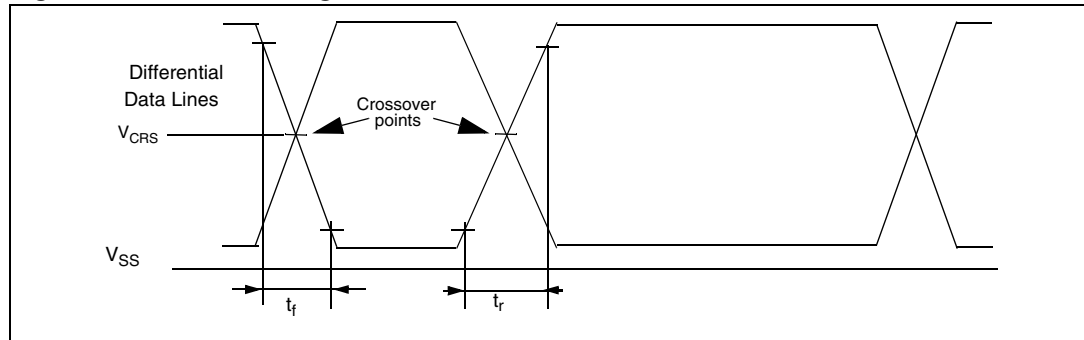 Differential
Data Lines
Crossover
points
VCRS
VSS
tf
tr